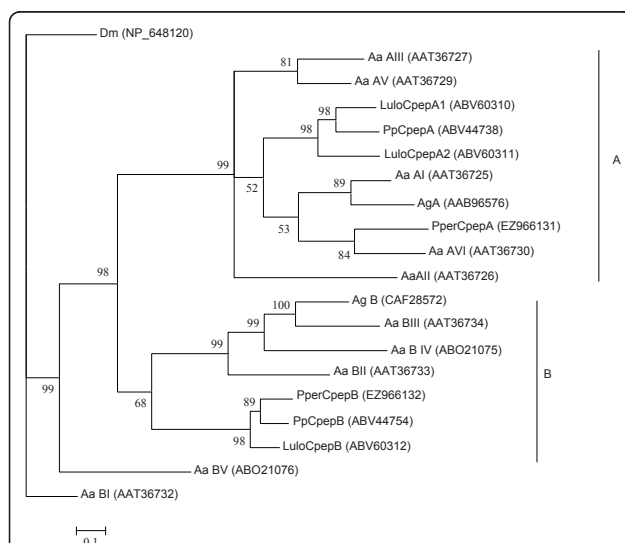 Dm (NP_648120)
Aa AIII (AAT36727)
81
Aa AV (AAT36729)
LuloCpepA1 (ABV60310)
98
PpCpepA (ABV44738)
98
LuloCpepA2 (ABV60311)
A
99
Aa AI (AAT36725)
52
89
AgA (AAB96576)
PperCpepA (EZ966131)
53
84
Aa AVI (AAT36730)
98
AaAII (AAT36726)
Ag B (CAF28572)
100
Aa BIII (AAT36734)
99
Aa B IV (ABO21075)
99
Aa BII (AAT36733)
B
99
PperCpepB (EZ966132)
68
89
PpCpepB (ABV44754)
98
LuloCpepB (ABV60312)
Aa BV (ABO21076)
Aa BI (AAT36732)
0.1